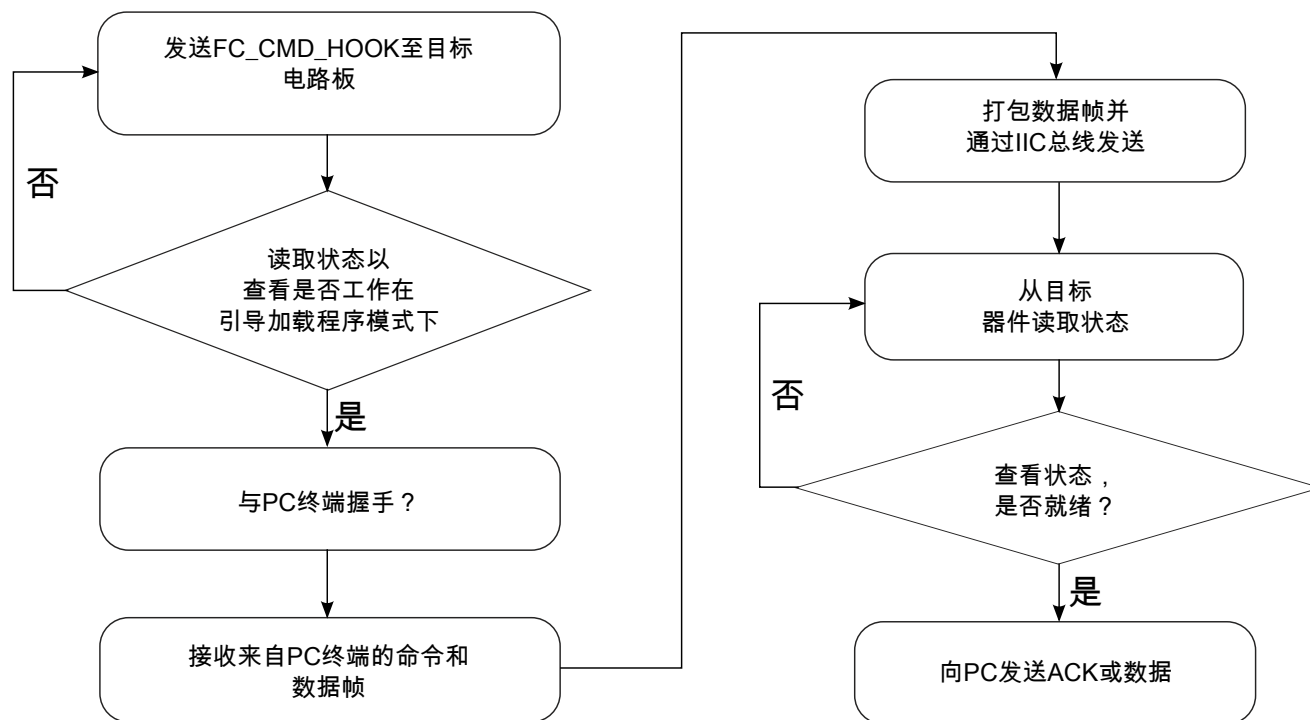 发送FC_CMD_HOOK至目标
电路板
否
读取状态以
查看是否工作在
引导加载程序模式下
是
与PC终端握手？
接收来自PC终端的命令和
数据帧
打包数据帧并
通过IIC总线发送
从目标
器件读取状态
否
查看状态，
是否就绪？
是
向PC发送ACK或数据